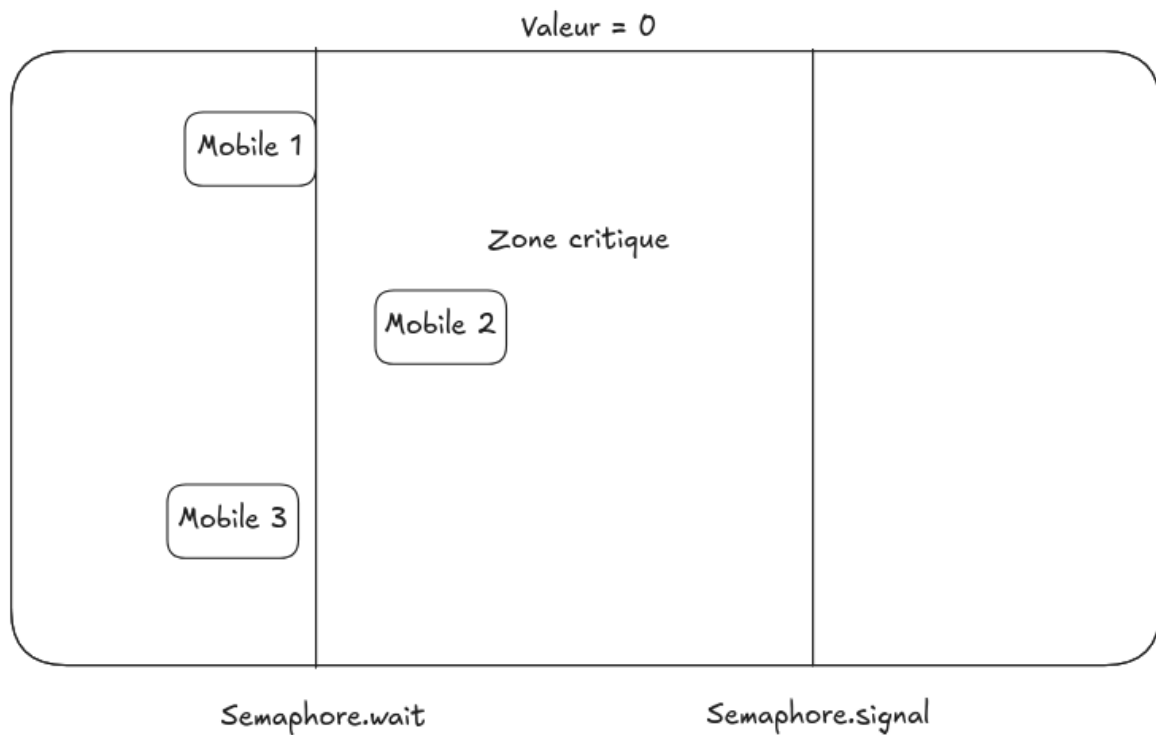 Valeur = 0
Mobile 1
Zone critique
Mobile 2
Mobile 3
Semaphore.wait
Semaphore.signal